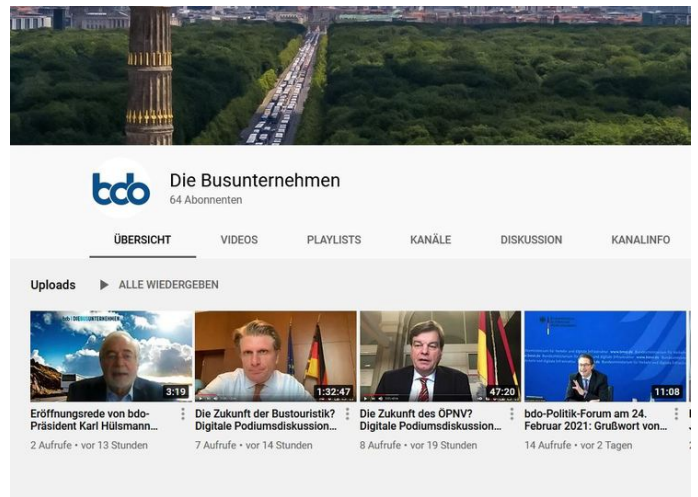 bdo
Die Busunternehmen
64 Abonnenten
ÜBERSICHT VIDEOS PLAYLISTS KANÄLE DISKUSSION KANALINFO
Uploads ALLE WIEDERGEBEN
bdo | DIE BUSUNTERNEHMEN
3:19 1:32:47 47:20 11:08
Eröffnungsrede von bdo-
Präsident Karl Hülsmann...
2 Aufrufe • vor 13 Stunden
Die Zukunft der Bustouristik?
Digitale Podiumsdiskussion...
7 Aufrufe • vor 14 Stunden
Die Zukunft des ÖPNV?
Digitale Podiumsdiskussion...
8 Aufrufe • vor 19 Stunden
bdo-Politik-Forum am 24.
Februar 2021: Grußwort von...
14 Aufrufe • vor 2 Tagen